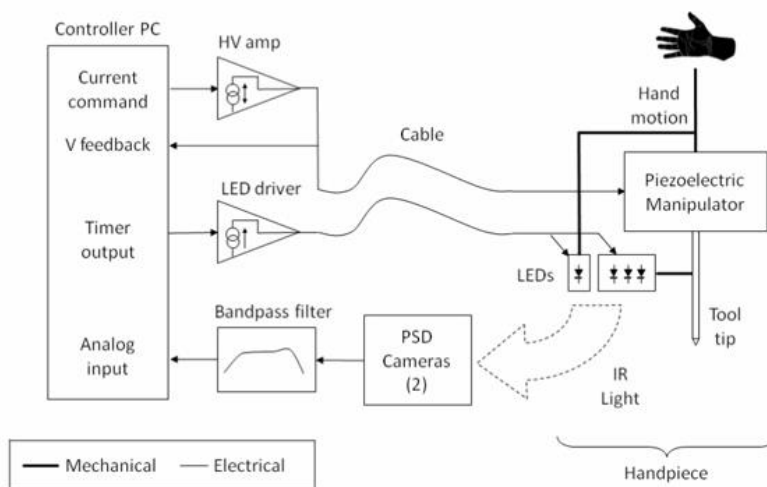 Controller PC
HV amp
Current
command
Hand
motion
V feedback
Cable
Piezoelectric
Manipulator
LED driver
Timer
output
LEDs
Bandpass filter
Tool
tip
Analog
input
PSD
Cameras
(2)
IR
Light
Mechanical
Electrical
Handpiece